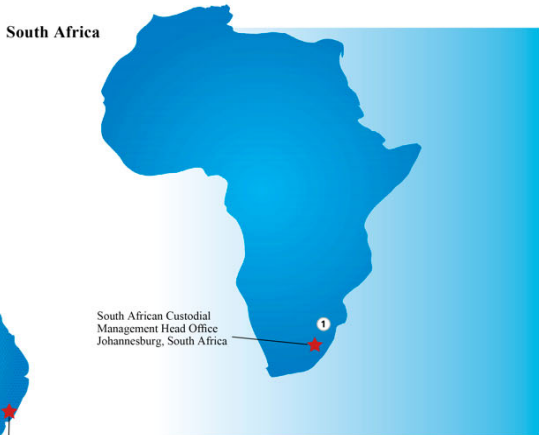 South Africa
1
South African Custodial
Management Head Office
Johannesburg, South Africa